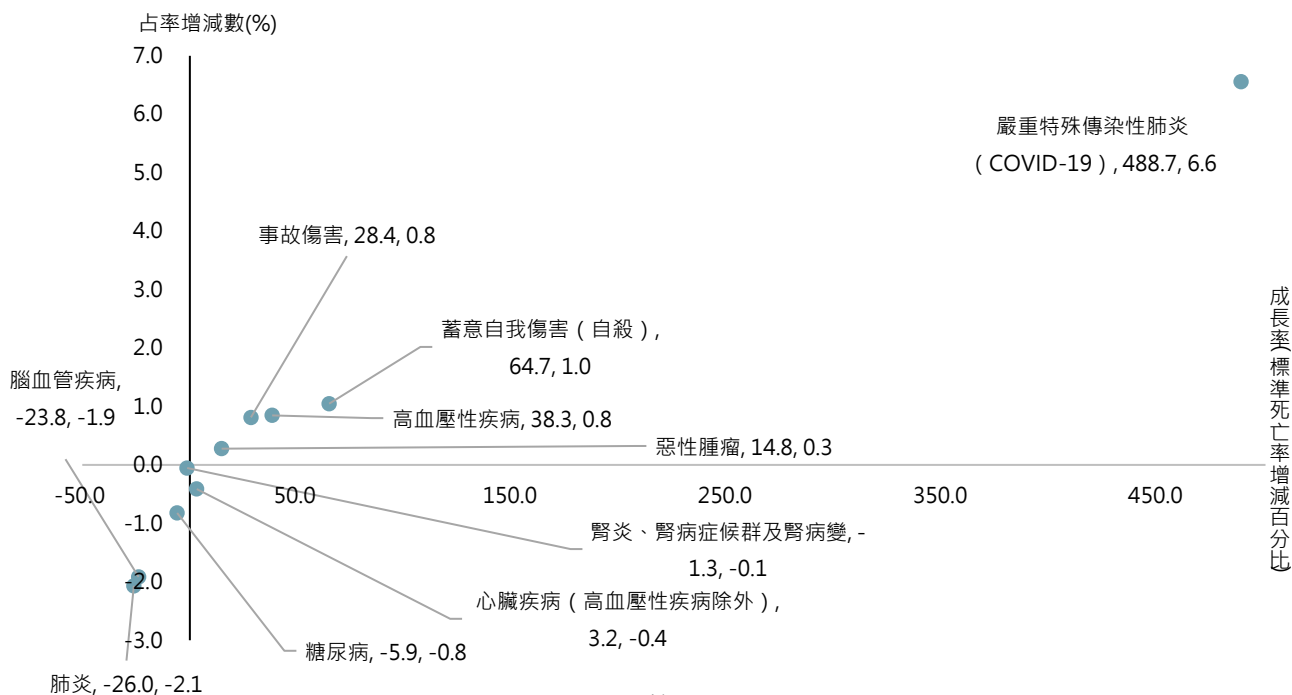 占率增減數(%)
7.0
6.0
5.0
4.0
3.0
2.0
1.0
0.0
-1.0
-2.0
-3.0
-50.0
50.0
150.0
250.0
350.0
450.0
嚴重特殊傳染性肺炎
（COVID-19）, 488.7, 6.6
事故傷害, 28.4, 0.8
蓄意自我傷害（自殺）,
64.7, 1.0
腦血管疾病,
-23.8, -1.9
高血壓性疾病, 38.3, 0.8
惡性腫瘤, 14.8, 0.3
腎炎、腎病症候群及腎病變, -
1.3, -0.1
心臟疾病（高血壓性疾病除外）,
3.2, -0.4
糖尿病, -5.9, -0.8
肺炎, -26.0, -2.1
成長率(標準死亡率增減百分比)